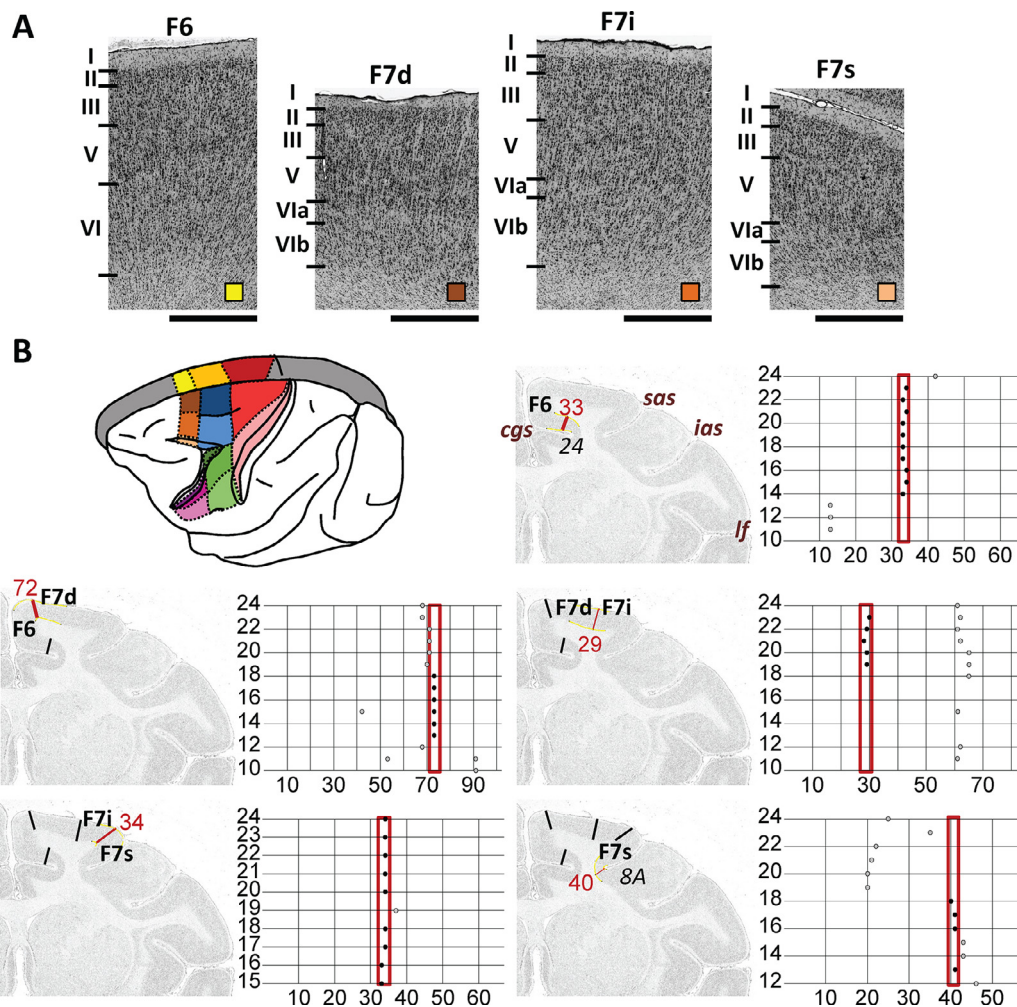 A
F6
I
II
III
V
VI
F7d
I
II
III
V
VIa
VIb
F7i
I
II
III
V
VIa
VIb
F7s
I
II
III
V
VIa
VIb
B
F6 33
24
cgs
sas
ias
lf
24
22
20
18
16
14
12
10
10 20 30 40 50 60
72 F7d
F6
24
22
20
18
16
14
12
10
10 30 50 70 90
F7d F7i
29
24
22
20
18
16
14
12
10
10 30 50 70
F7i 34
F7s
24
23
22
21
20
19
18
17
16
15
10 20 30 40 50 60
F7s
40 8A
24
22
20
18
16
14
12
20 30 40 50